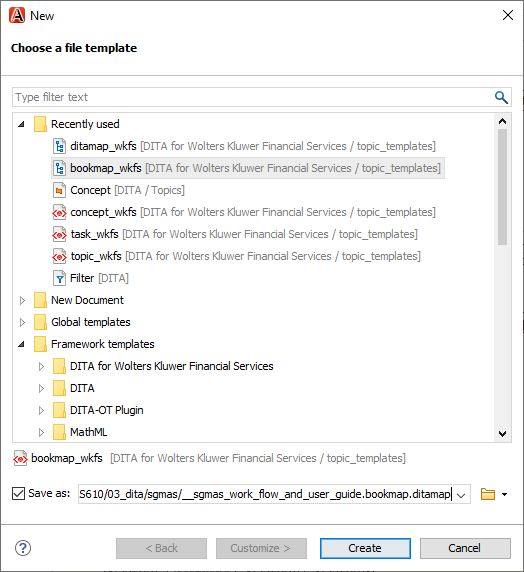 New
Choose a file template
Type filter text
Recently used
ditamap_wkfs [DITA for Wolters Kluwer Financial Services / topic_templates]
bookmap_wkfs [DITA for Wolters Kluwer Financial Services / topic_templates]
Concept [DITA / Topics]
concept_wkfs [DITA for Wolters Kluwer Financial Services / topic_templates]
task_wkfs [DITA for Wolters Kluwer Financial Services / topic_templates]
topic_wkfs [DITA for Wolters Kluwer Financial Services / topic_templates]
Filter [DITA]
New Document
Global templates
Framework templates
DITA for Wolters Kluwer Financial Services
DITA
DITA-OT Plugin
MathML
bookmap_wkfs [DITA for Wolters Kluwer Financial Services / topic_templates]
Save as: S610/03_dita/sgmas/__sgmas_work_flow_and_user_guide.bookmap.ditamap
< Back Customize > Create Cancel